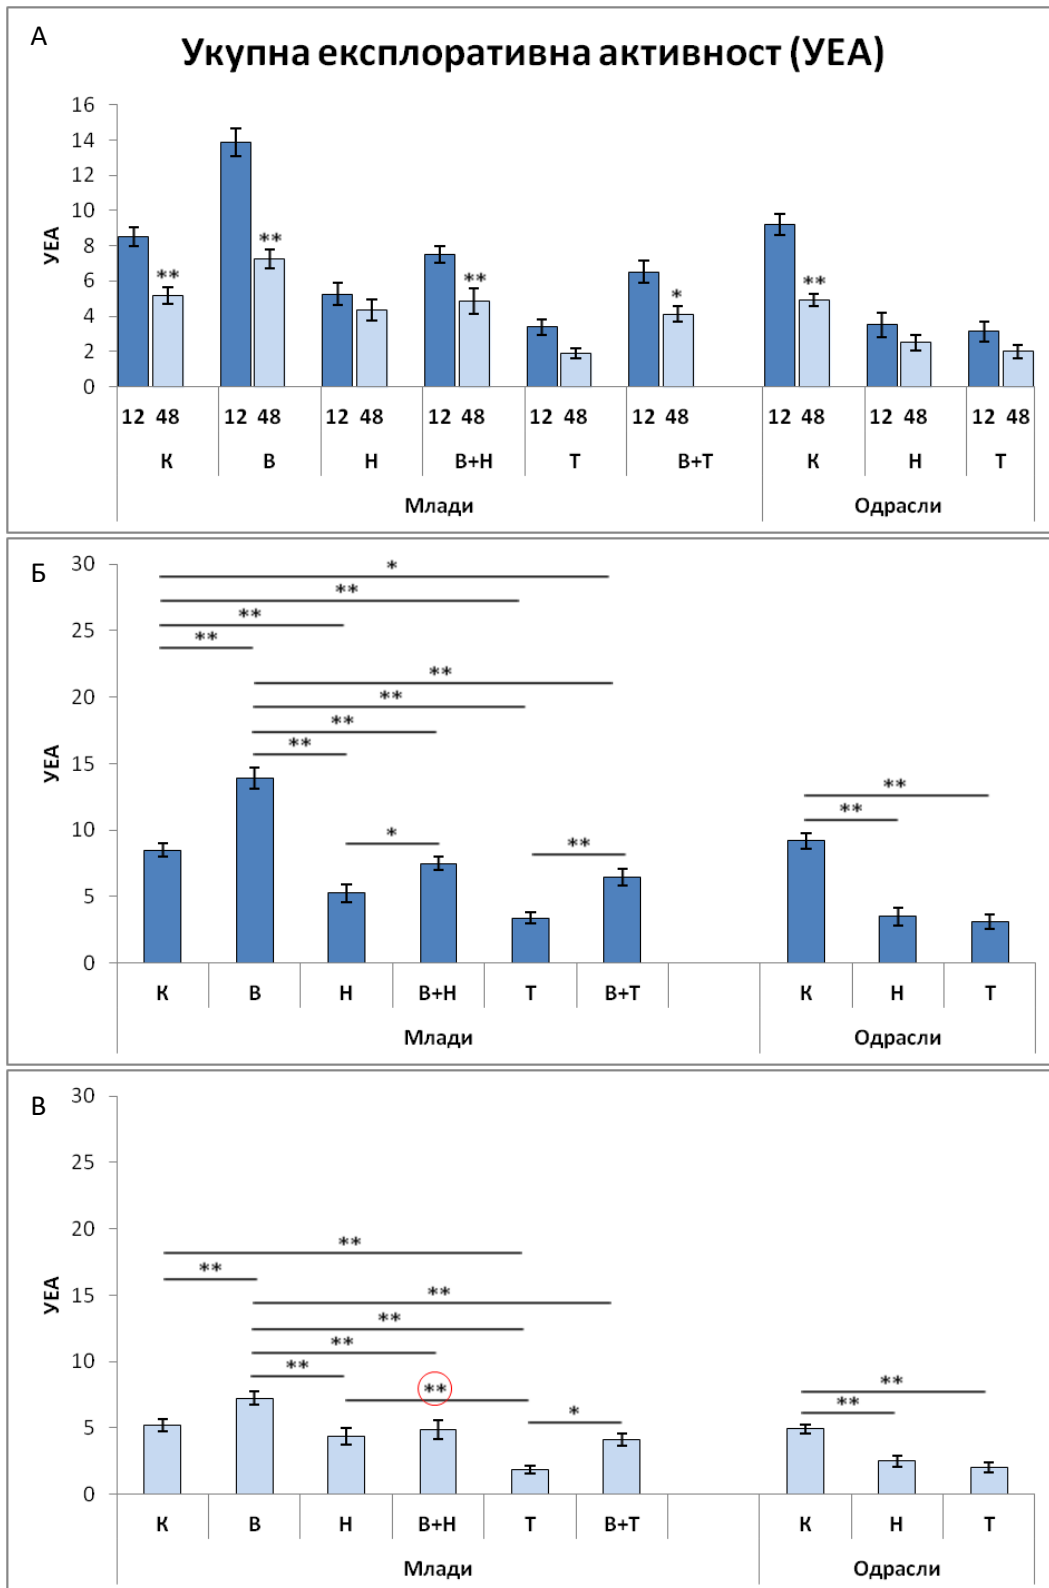 А
Укупна експлоративна активност (УЕА)
16
14
12
10
8
6
4
2
0
УЕА
** ** ** * **
12 48 12 48 12 48 12 48 12 48 12 48 12 48 12 48 12 48
К В Н В+Н Т В+Т К Н Т
Млади Одрасли
Б
30
25
20
15
10
5
0
УЕА
*
**
**
**
**
**
**
**
**
**
* **
К В Н В+Н Т В+Т К Н Т
Млади Одрасли
В
30
25
20
15
10
5
0
УЕА
**
**
**
**
**
**
** **
* **
К В Н В+Н Т В+Т К Н Т
Млади Одрасли